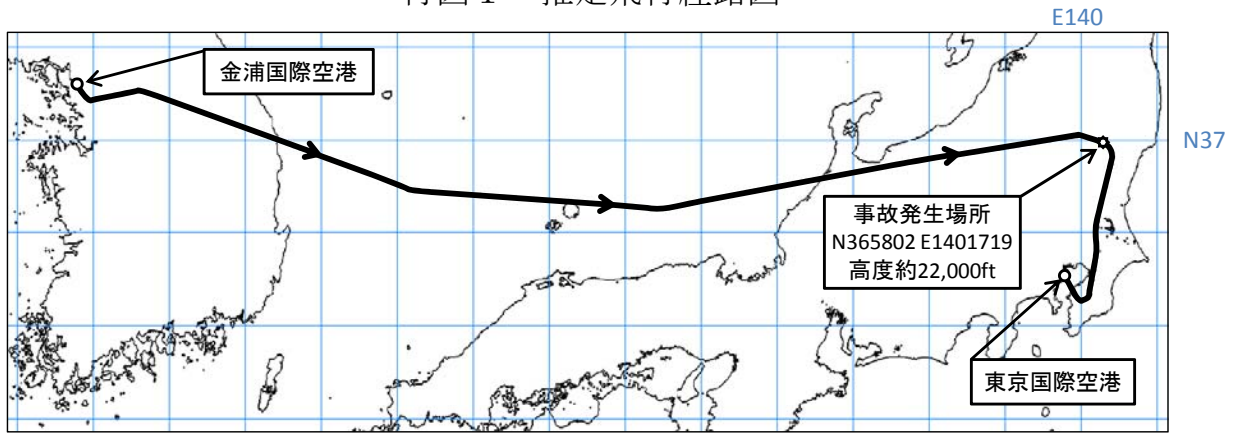 付図1 推定飛行経路図
E140
金浦国際空港
N37
事故発生場所
N365802 E1401719
高度約22,000ft
東京国際空港